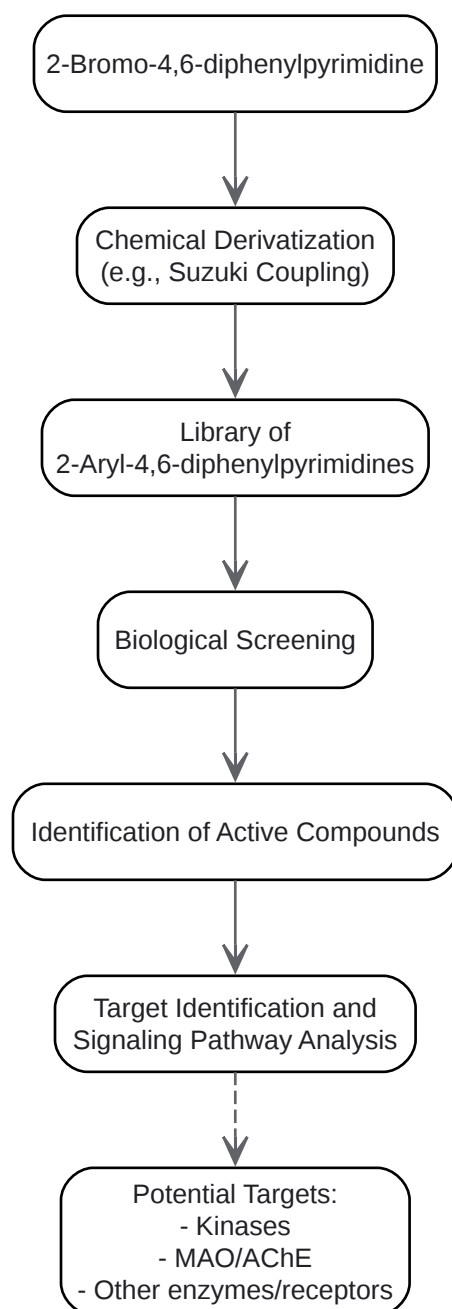 2-Bromo-4,6-diphenylpyrimidine
Chemical Derivatization
(e.g., Suzuki Coupling)
Library of
2-Aryl-4,6-diphenylpyrimidines
Biological Screening
Identification of Active Compounds
Target Identification and
Signaling Pathway Analysis
Potential Targets:
- Kinases
- MAO/AChE
- Other enzymes/receptors